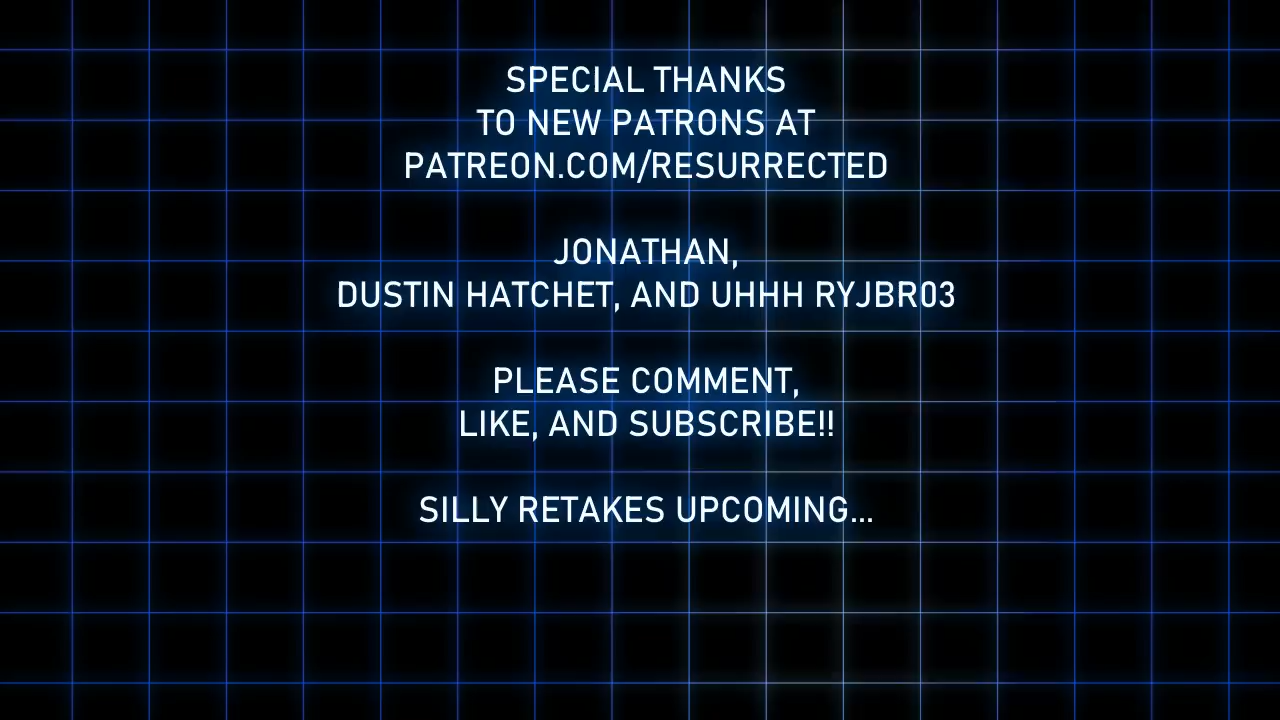 SPECIAL THANKS
TO NEW PATRONS AT
PATREON.COM/RESURRECTED
JONATHAN,
DUSTIN HATCHET, AND UHHH RYJBR03
PLEASE COMMENT,
LIKE, AND SUBSCRIBE!!
SILLY RETAKES UPCOMING...